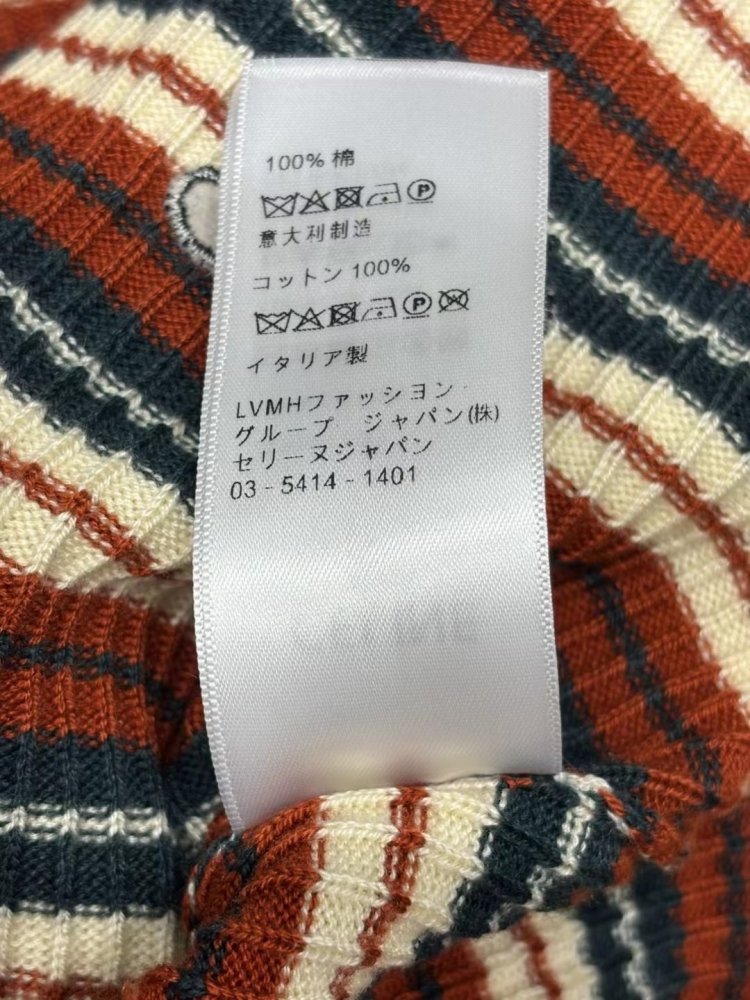 100% 棉
意大利制造
コットン 100%
イタリア製
LVMHファッション・
グループ ジャパン(株)
セリーヌジャパン
03-5414-1401